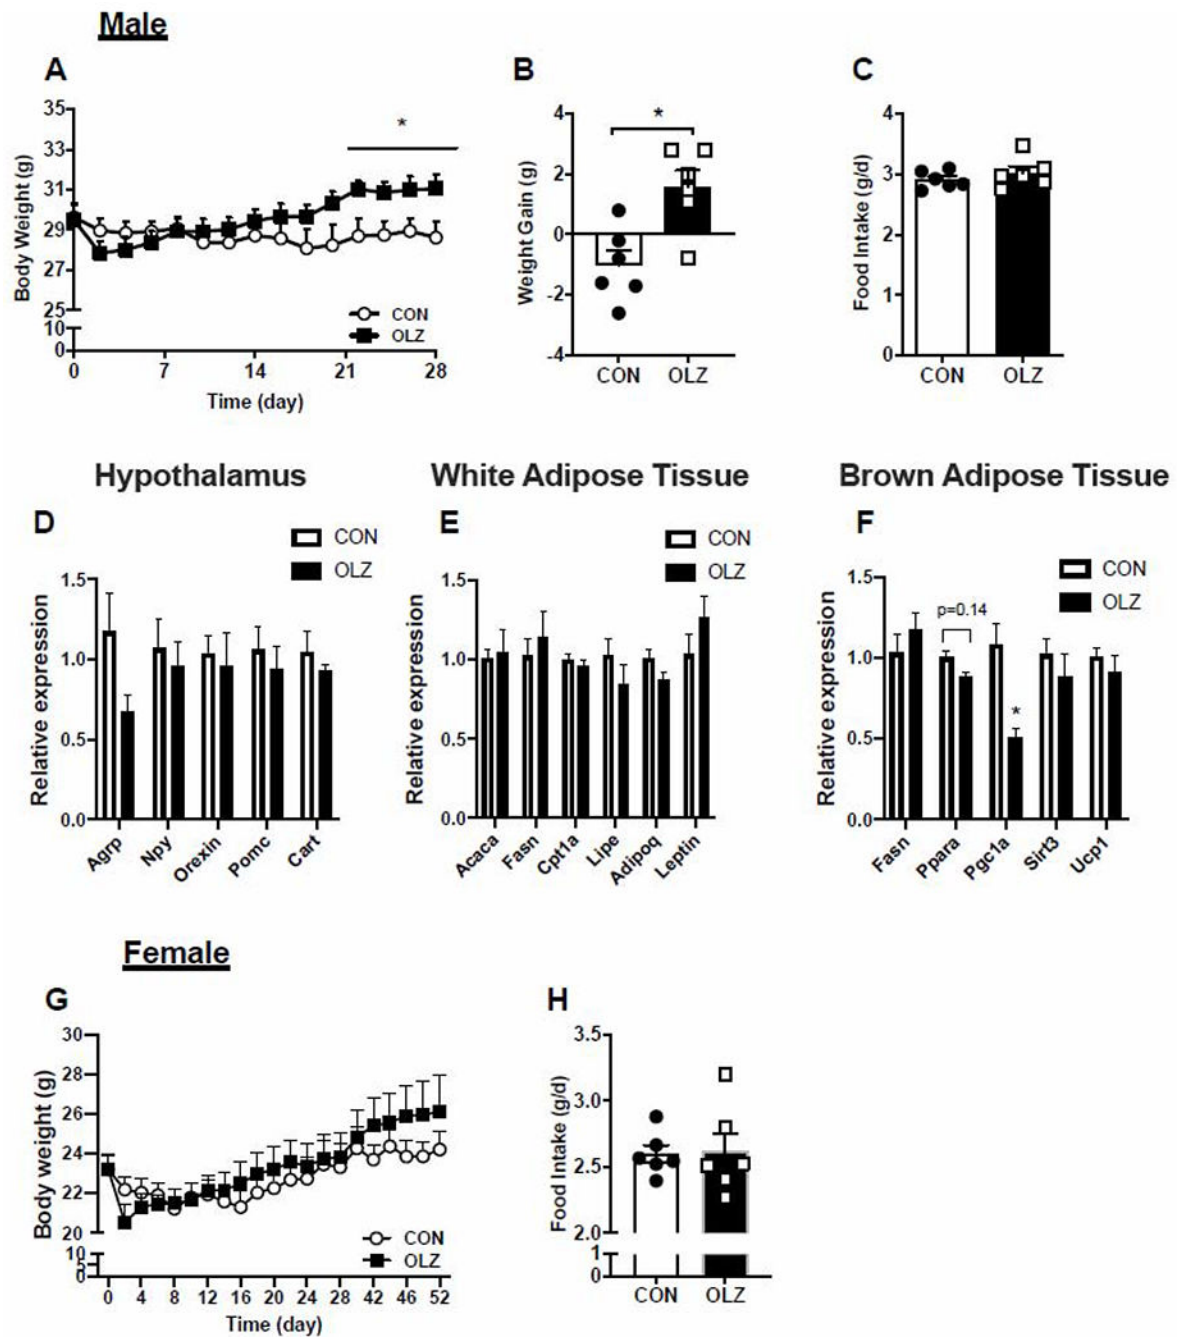 Male
A
B
C
35
33
31
29
27
25
10
0
Body Weight (g)
*
CON
OLZ
0 7 14 21 28
Time (day)
4
2
0
-2
-4
Weight Gain (g)
*
CON OLZ
4
3
2
1
0
Food Intake (g/d)
CON OLZ
Hypothalamus
White Adipose Tissue
Brown Adipose Tissue
D
CON
OLZ
1.5
1.0
0.5
0.0
Relative expression
Agrp Npy Orexin Pomc Cart
E
CON
OLZ
1.5
1.0
0.5
0.0
Relative expression
Acaca Fasn Cpt1a Lipe Adipoq Leptin
F
CON
OLZ
1.5
1.0
0.5
0.0
Relative expression
p=0.14
*
Fasn Ppara Pgc1a Sirt3 Ucp1
Female
G
30
28
26
24
22
20
10
5
0
Body weight (g)
CON
OLZ
0 4 8 12 16 20 24 28 42 46 52
Time (day)
H
3.5
3.0
2.5
2.0
1
0
Food Intake (g/d)
CON OLZ